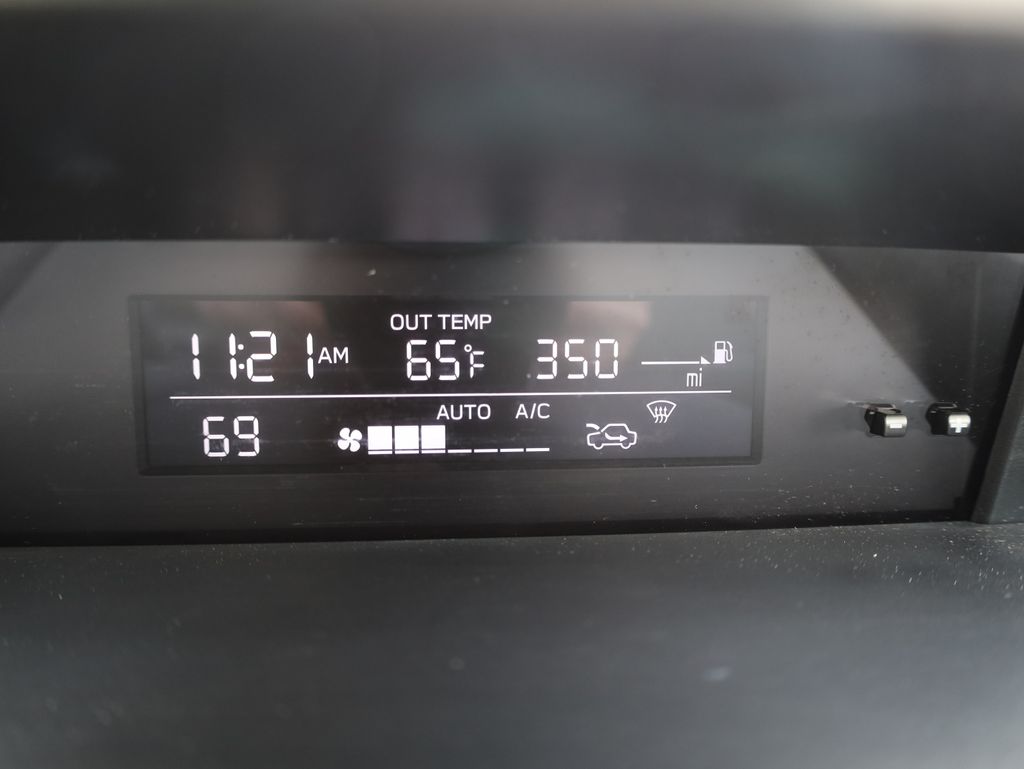 OUT TEMP
11:21 AM 65°F 350 mi
AUTO A/C
69